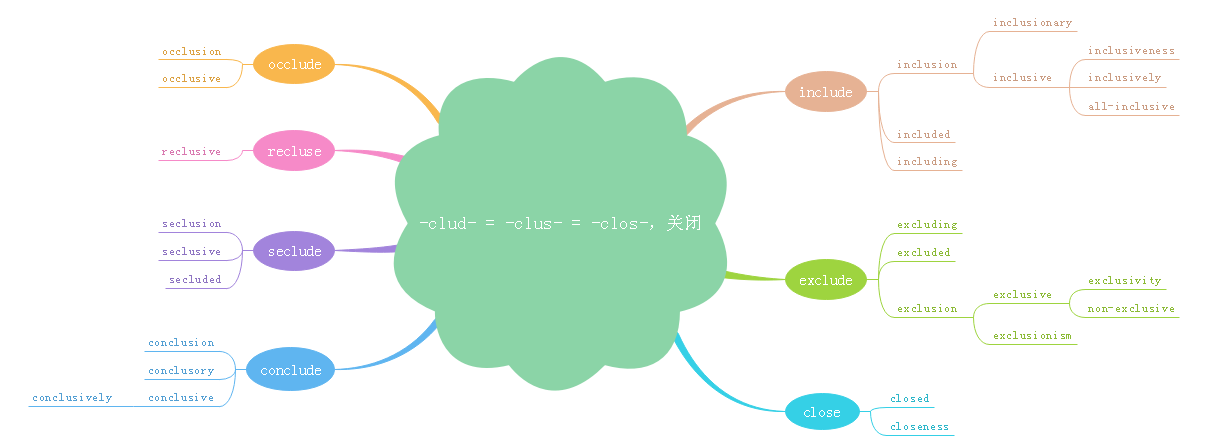 -clud- = -clus- = -clos-, 关闭
include
inclusion
inclusionary
inclusive
inclusiveness
inclusively
all-inclusive
included
including
exclude
excluding
excluded
exclusion
exclusive
exclusivity
non-exclusive
exclusionism
close
closed
closeness
occlude
occlusion
occlusive
recluse
reclusive
seclude
seclusion
seclusive
secluded
conclude
conclusion
conclusory
conclusive
conclusively